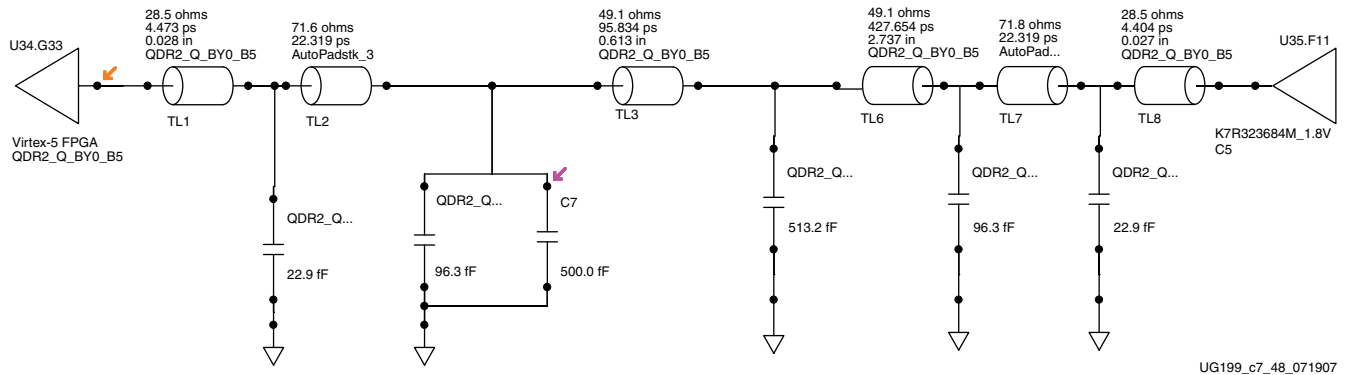 U34.G33
Virtex-5 FPGA
QDR2_Q_BY0_B5
28.5 ohms
4.473 ps
0.028 in
QDR2_Q_BY0_B5
TL1
QDR2_Q...
22.9 fF
71.6 ohms
22.319 ps
AutoPadstk_3
TL2
QDR2_Q...
96.3 fF
C7
500.0 fF
49.1 ohms
95.834 ps
0.613 in
QDR2_Q_BY0_B5
TL3
QDR2_Q...
513.2 fF
49.1 ohms
427.654 ps
2.737 in
QDR2_Q_BY0_B5
TL6
QDR2_Q...
96.3 fF
71.8 ohms
22.319 ps
AutoPad...
TL7
QDR2_Q...
22.9 fF
28.5 ohms
4.404 ps
0.027 in
QDR2_Q_BY0_B5
TL8
U35.F11
K7R323684M_1.8V
C5
UG199_c7_48_071907